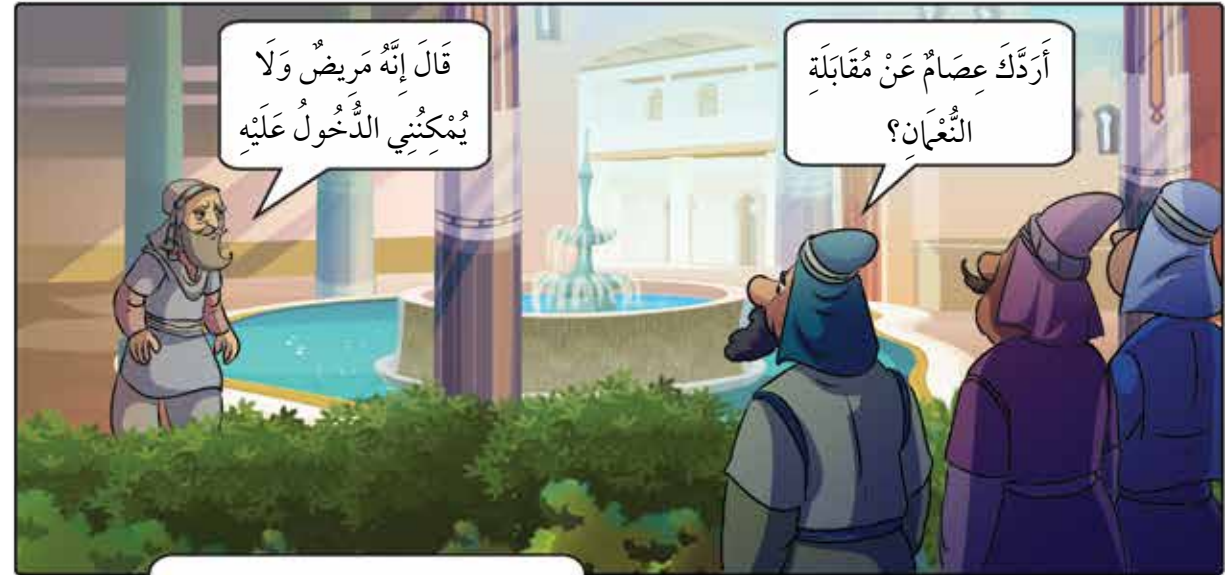 أَرَدَّكَ عِصَامٌ عَنْ مُقَابَلَةِ
النُّعْمَانِ؟
قَالَ إِنَّهُ مَرِيضٌ وَلَا
يُمْكِنُنِي الدُّخُولُ عَلَيْهِ